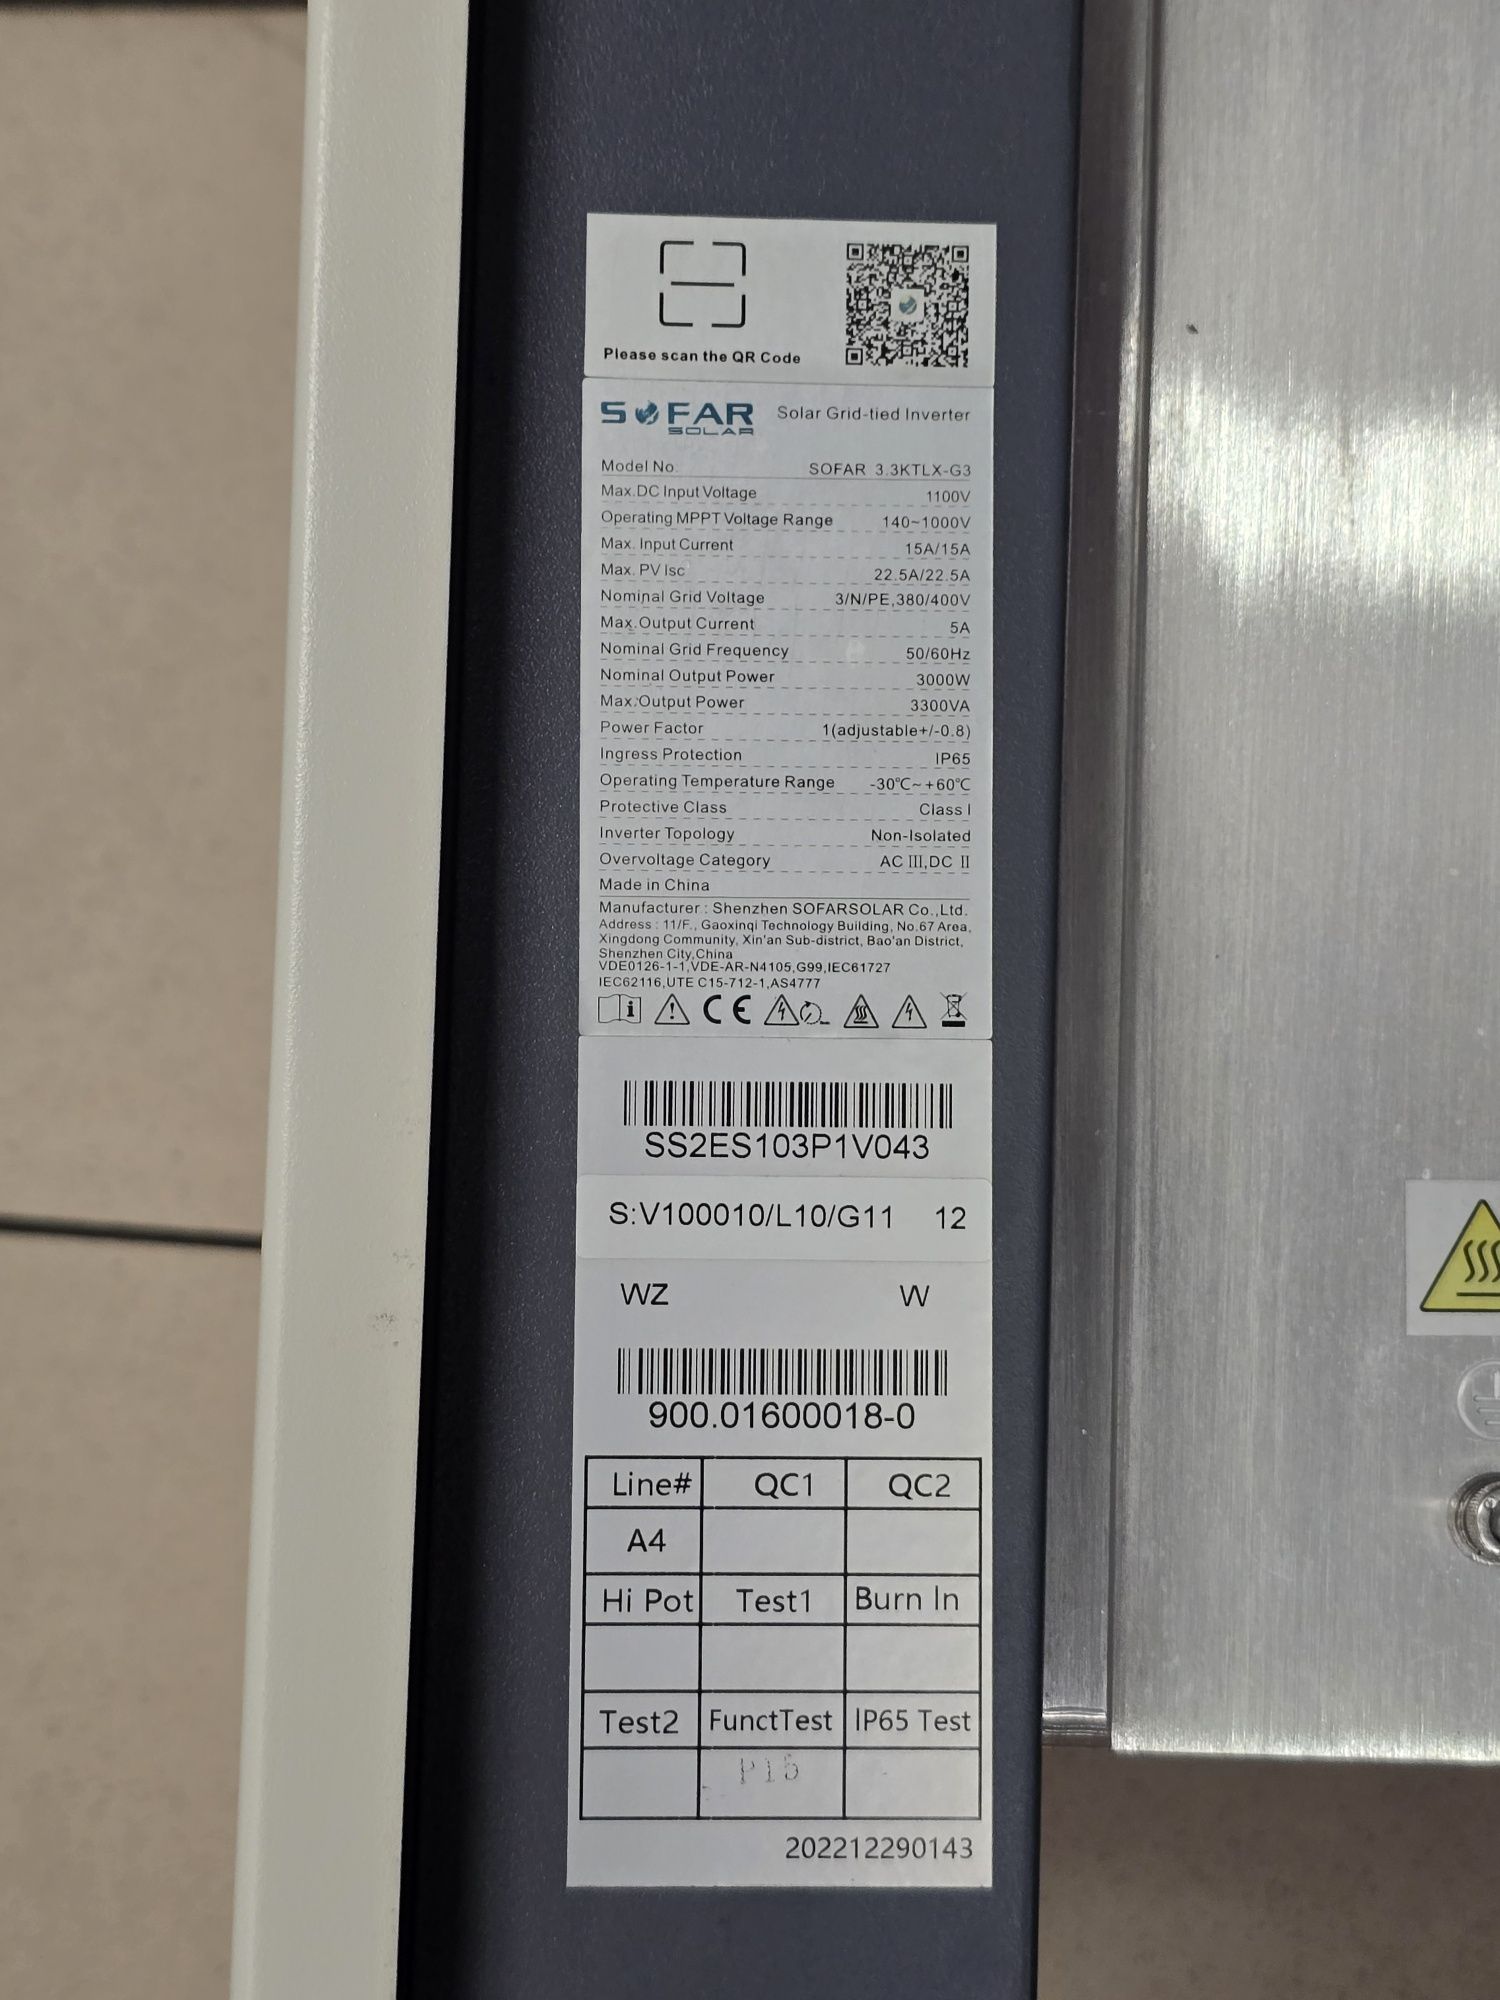 Please scan the QR Code
SOFAR SOLAR Solar Grid-tied Inverter
Model No. SOFAR 3.3KTLX-G3
Max.DC Input Voltage 1100V
Operating MPPT Voltage Range 140~1000V
Max. Input Current 15A/15A
Max. PV Isc 22.5A/22.5A
Nominal Grid Voltage 3/N/PE,380/400V
Max.Output Current 5A
Nominal Grid Frequency 50/60Hz
Nominal Output Power 3000W
Max.Output Power 3300VA
Power Factor 1(adjustable+/-0.8)
Ingress Protection IP65
Operating Temperature Range -30℃~+60℃
Protective Class Class I
Inverter Topology Non-Isolated
Overvoltage Category AC III,DC II
Made in China
Manufacturer : Shenzhen SOFARSOLAR Co.,Ltd.
Address : 11/F., Gaoxinqi Technology Building, No.67 Area,
Xingdong Community, Xin'an Sub-district, Bao'an District,
Shenzhen City,China
VDE0126-1-1,VDE-AR-N4105,G99,IEC61727
IEC62116,UTE C15-712-1,AS4777
CE
SS2ES103P1V043
S:V100010/L10/G11 12
WZ W
900.01600018-0
Line# QC1 QC2
A4
Hi Pot Test1 Burn In
Test2 FunctTest IP65 Test
P15
202212290143